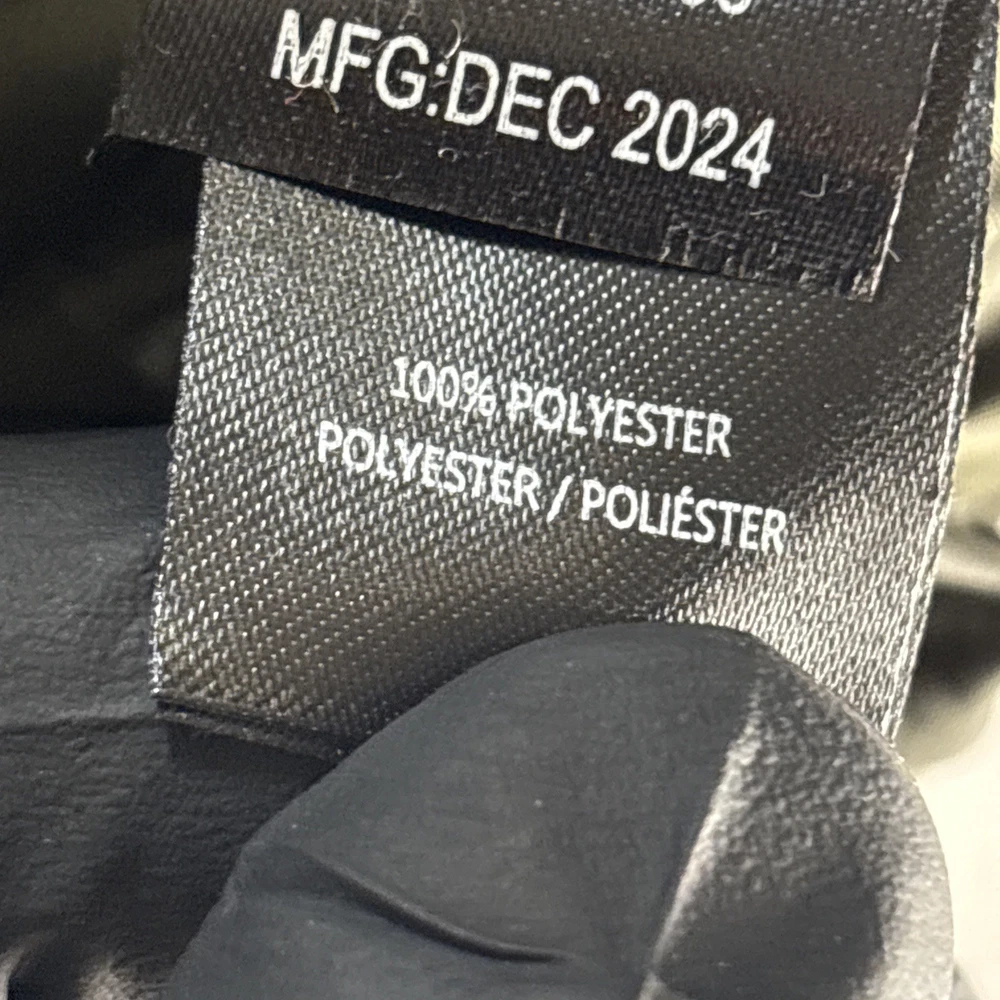 MFG:DEC 2024
100% POLYESTER
POLYESTER / POLIÉSTER